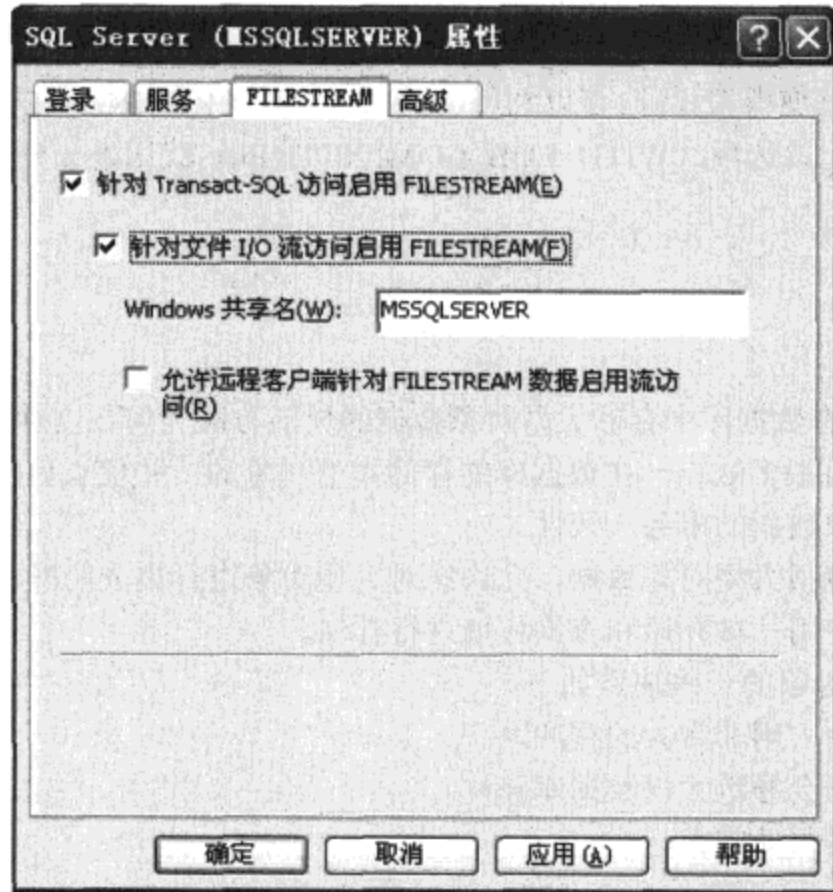 SQL Server (MSSQLSERVER) 属性
登录 服务 FILESTREAM 高级
针对 Transact-SQL 访问启用 FILESTREAM(E)
针对文件 I/O 流访问启用 FILESTREAM(F)
Windows 共享名(W): MSSQLSERVER
允许远程客户端针对 FILESTREAM 数据启用流访
问(R)
确定 取消 应用(A) 帮助